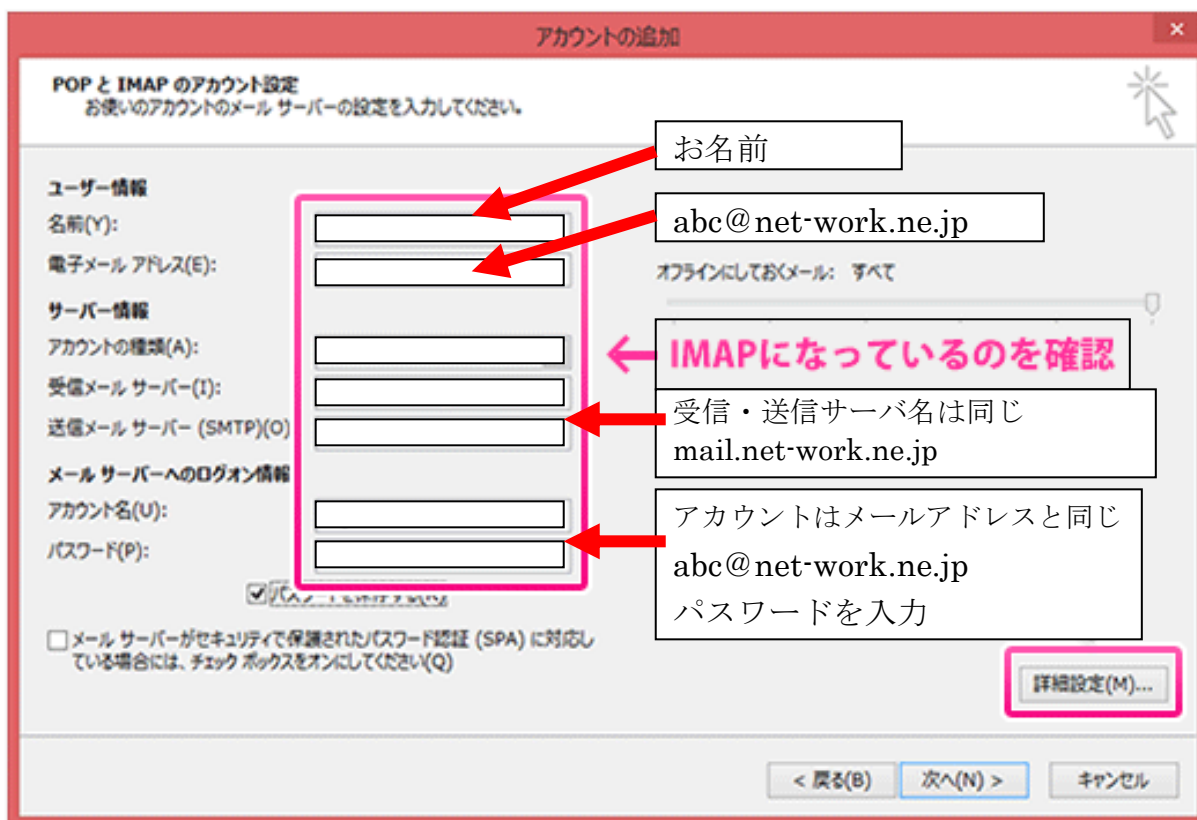 アカウントの追加
×
POP と IMAP のアカウント設定
お使いのアカウントのメール サーバーの設定を入力してください。
お名前
ユーザー情報
名前(Y):
abc@net-work.ne.jp
電子メール アドレス(E):
オフラインにしておくメール: すべて
サーバー情報
アカウントの種類(A):
←IMAPになっているのを確認
受信メール サーバー(I):
受信・送信サーバ名は同じ
送信メール サーバー (SMTP)(O)
mail.net-work.ne.jp
メール サーバーへのログオン情報
アカウント名(U):
アカウントはメールアドレスと同じ
パスワード(P):
abc@net-work.ne.jp
パスワードを入力
メール サーバーがセキュリティで保護されたパスワード認証 (SPA) に対応し
ている場合には、チェック ボックスをオンにしてください(Q)
詳細設定(M)...
< 戻る(B)
次へ(N) >
キャンセル